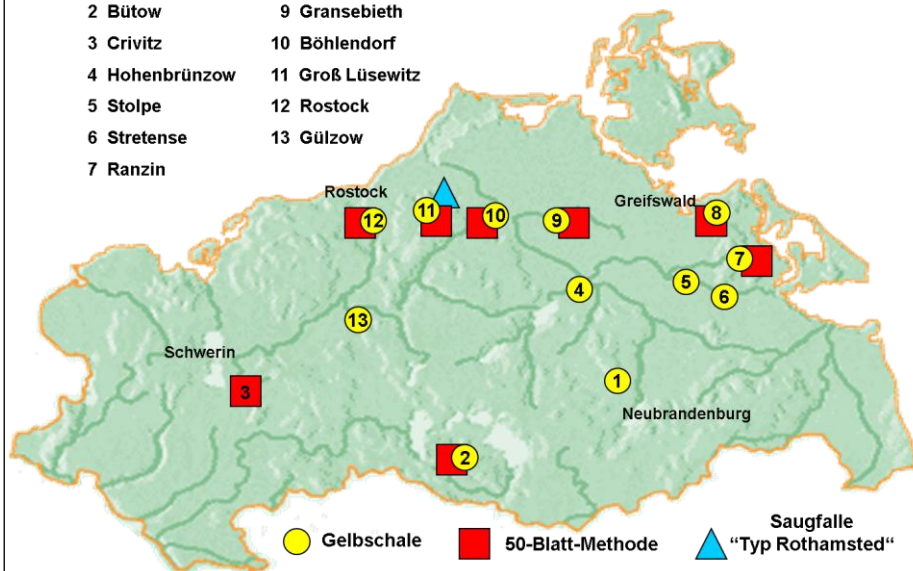 2 Bütow
3 Crivitz
4 Hohenbrünzow
5 Stolpe
6 Stretense
7 Ranzin
9 Gransebieth
10 Böhlendorf
11 Groß Lüsewitz
12 Rostock
13 Gülzow
Rostock
Greifswald
Schwerin
Neubrandenburg
12
11
10
9
8
7
4
5
6
13
3
1
2
Gelbschale
50-Blatt-Methode
Saugfalle
“Typ Rothamsted“